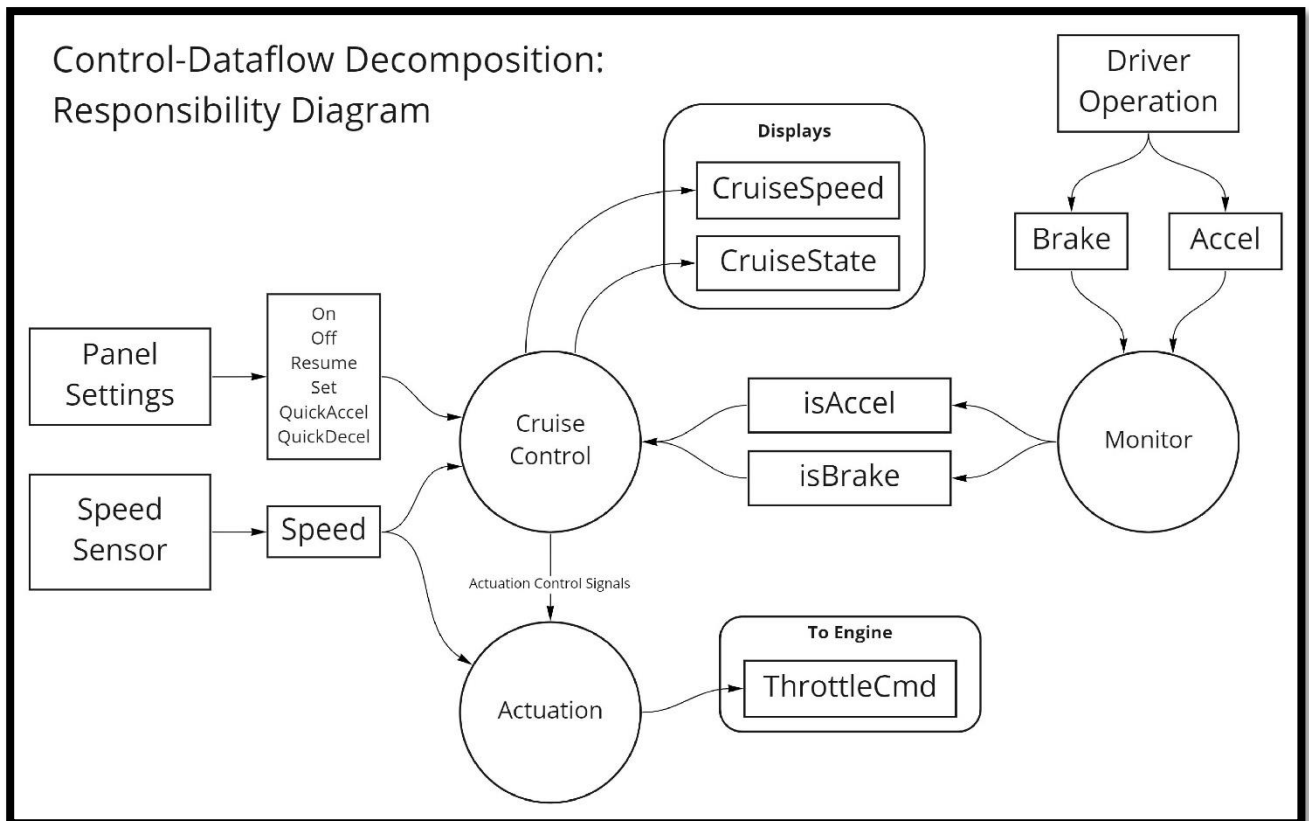 Control-Dataflow Decomposition:
Responsibility Diagram
Driver
Operation
Displays
CruiseSpeed
CruiseState
Brake
Accel
Panel
Settings
On
Off
Resume
Set
QuickAccel
QuickDecel
Cruise
Control
isAccel
isBrake
Monitor
Speed
Sensor
Speed
Actuation Control Signals
Actuation
To Engine
ThrottleCmd